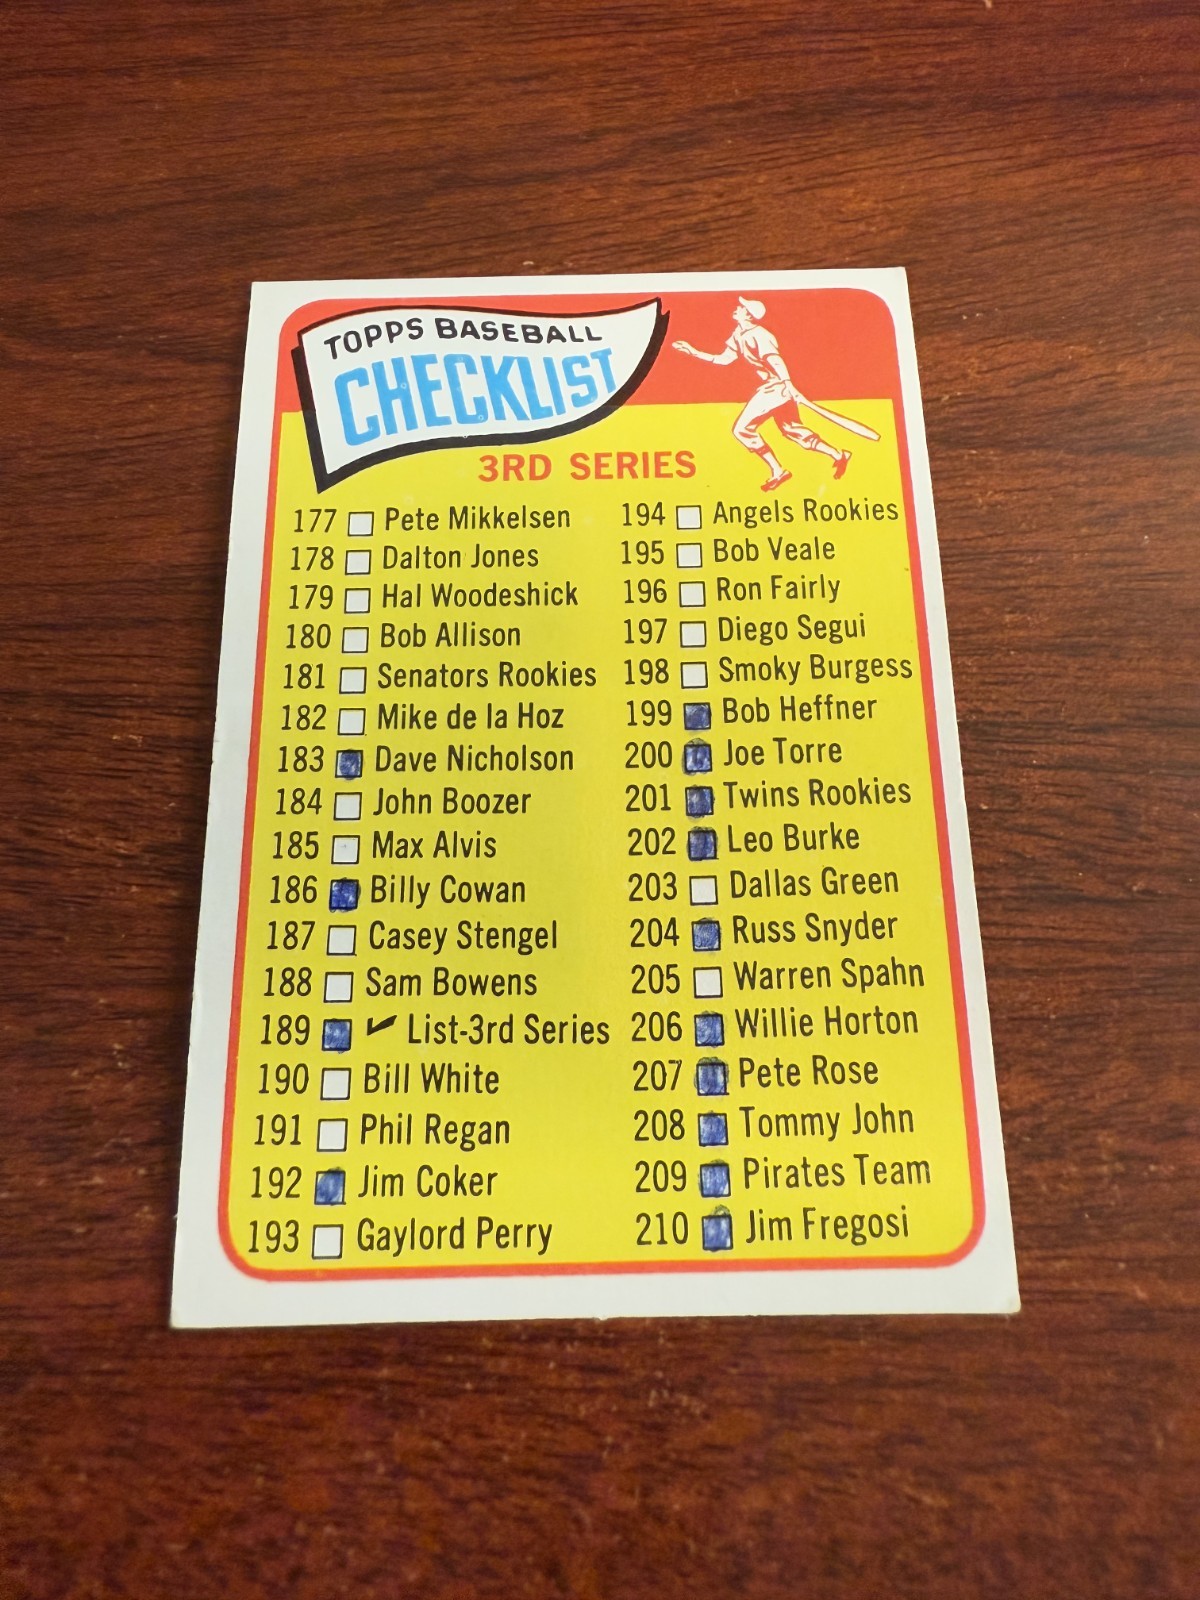 TOPPS BASEBALL
CHECKLIST
3RD SERIES
177 Pete Mikkelsen
178 Dalton Jones
179 Hal Woodeshick
180 Bob Allison
181 Senators Rookies
182 Mike de la Hoz
183 Dave Nicholson
184 John Boozer
185 Max Alvis
186 Billy Cowan
187 Casey Stengel
188 Sam Bowens
189 ✓ List-3rd Series
190 Bill White
191 Phil Regan
192 Jim Coker
193 Gaylord Perry
194 Angels Rookies
195 Bob Veale
196 Ron Fairly
197 Diego Segui
198 Smoky Burgess
199 Bob Heffner
200 Joe Torre
201 Twins Rookies
202 Leo Burke
203 Dallas Green
204 Russ Snyder
205 Warren Spahn
206 Willie Horton
207 Pete Rose
208 Tommy John
209 Pirates Team
210 Jim Fregosi